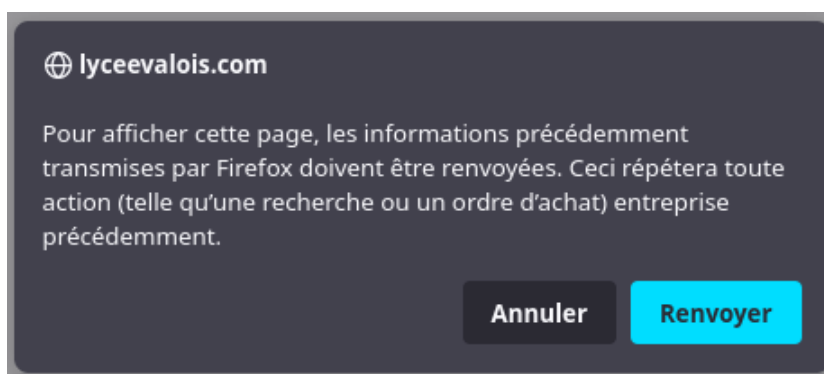 lyceevalois.com
Pour afficher cette page, les informations précédemment
transmises par Firefox doivent être renvoyées. Ceci répétera toute
action (telle qu’une recherche ou un ordre d’achat) entreprise
précédemment.
Annuler Renvoyer